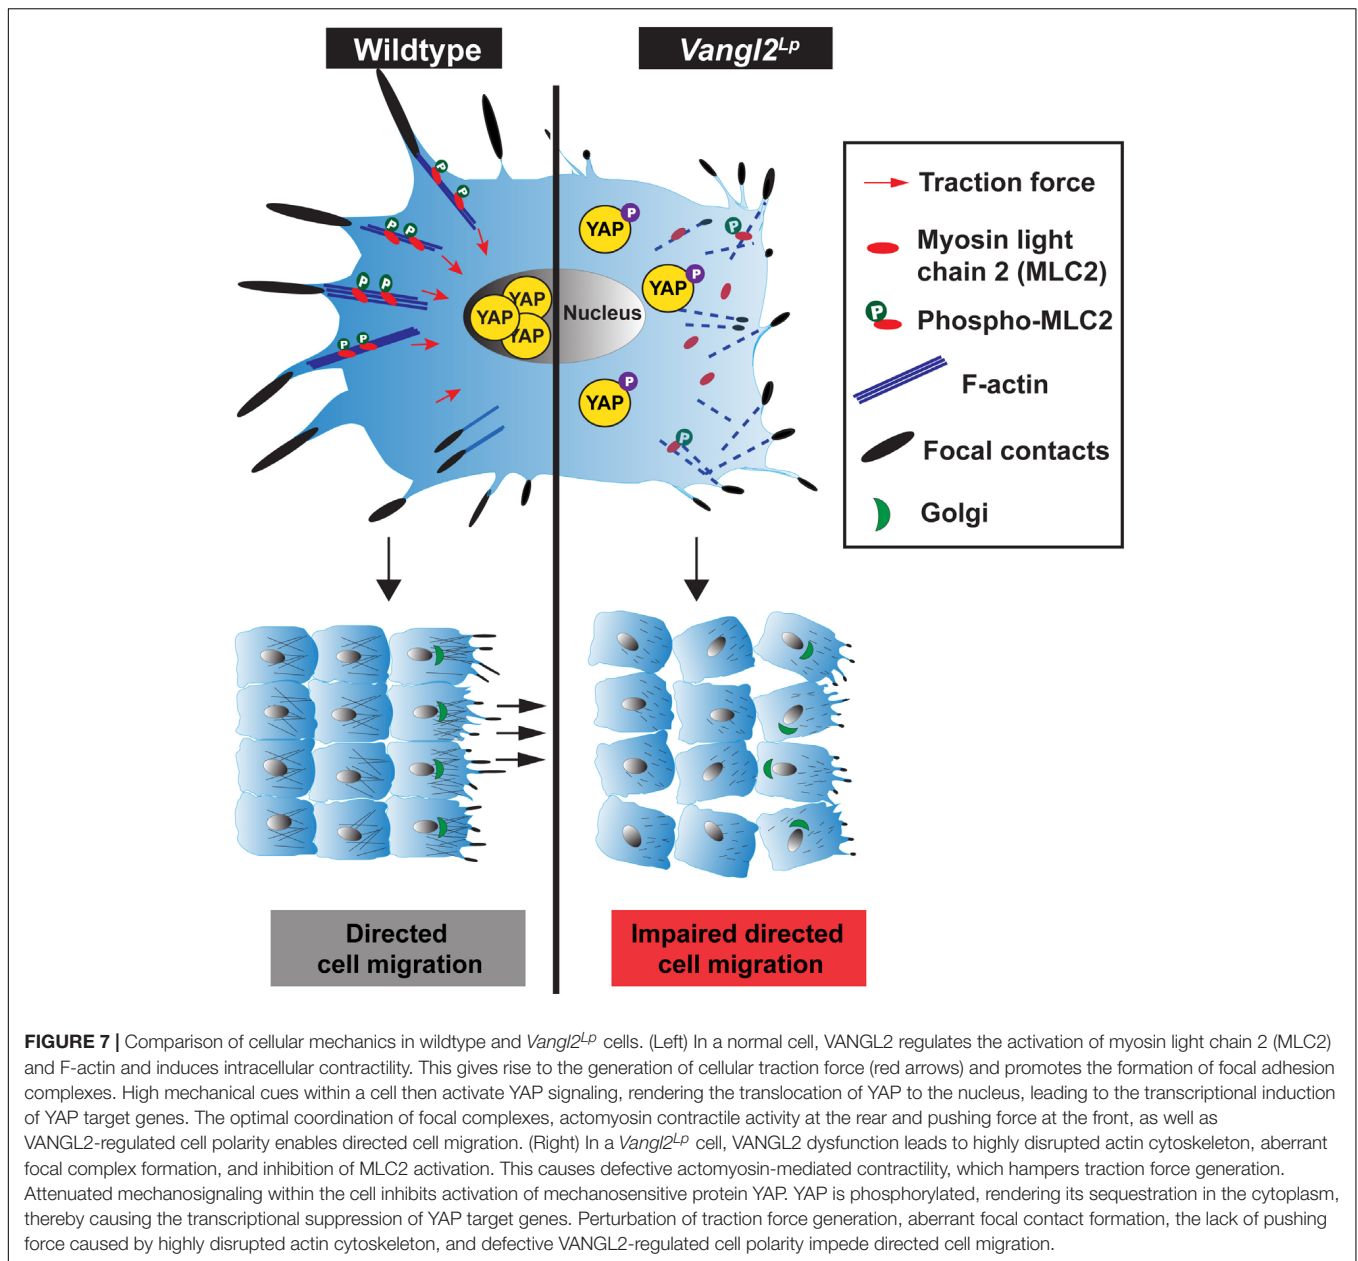 Wildtype
Vangl2Lp
P
P
P
P
P
P
P
P
YAP
YAP
YAP
Nucleus
YAP
P
YAP
P
YAP
P
P
P
Traction force
Myosin light
chain 2 (MLC2)
P
Phospho-MLC2
F-actin
Focal contacts
Golgi
Directed
cell migration
Impaired directed
cell migration
FIGURE 7 | Comparison of cellular mechanics in wildtype and Vangl2Lp cells. (Left) In a normal cell, VANGL2 regulates the activation of myosin light chain 2 (MLC2)
and F-actin and induces intracellular contractility. This gives rise to the generation of cellular traction force (red arrows) and promotes the formation of focal adhesion
complexes. High mechanical cues within a cell then activate YAP signaling, rendering the translocation of YAP to the nucleus, leading to the transcriptional induction
of YAP target genes. The optimal coordination of focal complexes, actomyosin contractile activity at the rear and pushing force at the front, as well as
VANGL2-regulated cell polarity enables directed cell migration. (Right) In a Vangl2Lp cell, VANGL2 dysfunction leads to highly disrupted actin cytoskeleton, aberrant
focal complex formation, and inhibition of MLC2 activation. This causes defective actomyosin-mediated contractility, which hampers traction force generation.
Attenuated mechanosignaling within the cell inhibits activation of mechanosensitive protein YAP. YAP is phosphorylated, rendering its sequestration in the cytoplasm,
thereby causing the transcriptional suppression of YAP target genes. Perturbation of traction force generation, aberrant focal contact formation, the lack of pushing
force caused by highly disrupted actin cytoskeleton, and defective VANGL2-regulated cell polarity impede directed cell migration.